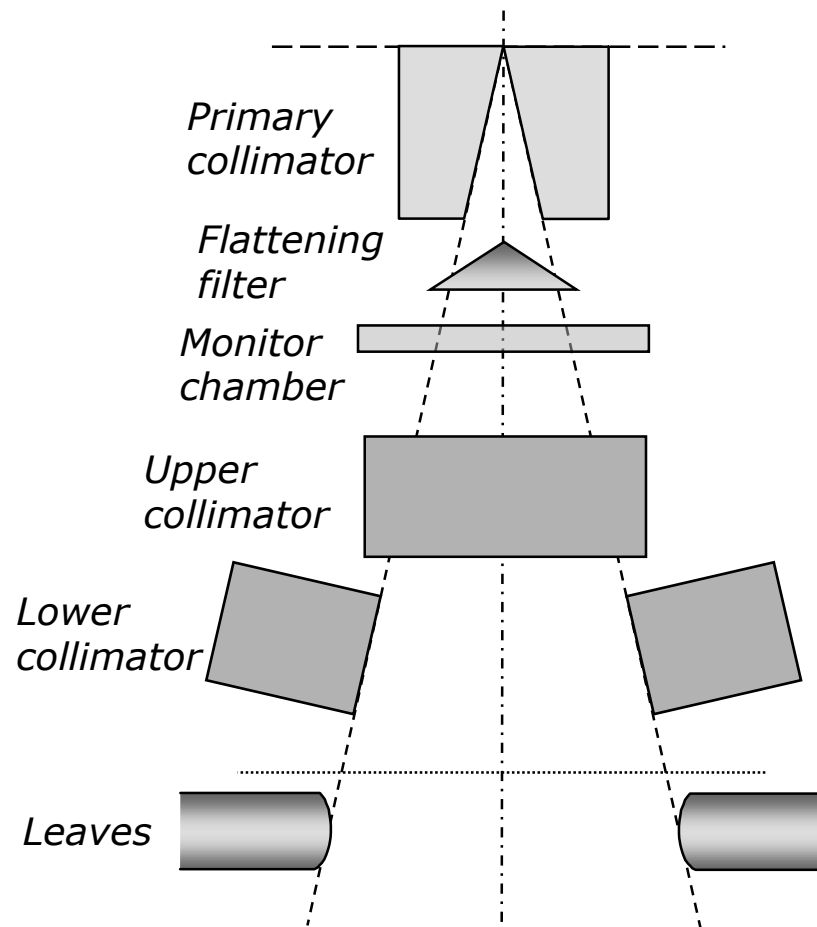 Primary
collimator
Flattening
filter
Monitor
chamber
Upper
collimator
Lower
collimator
Leaves